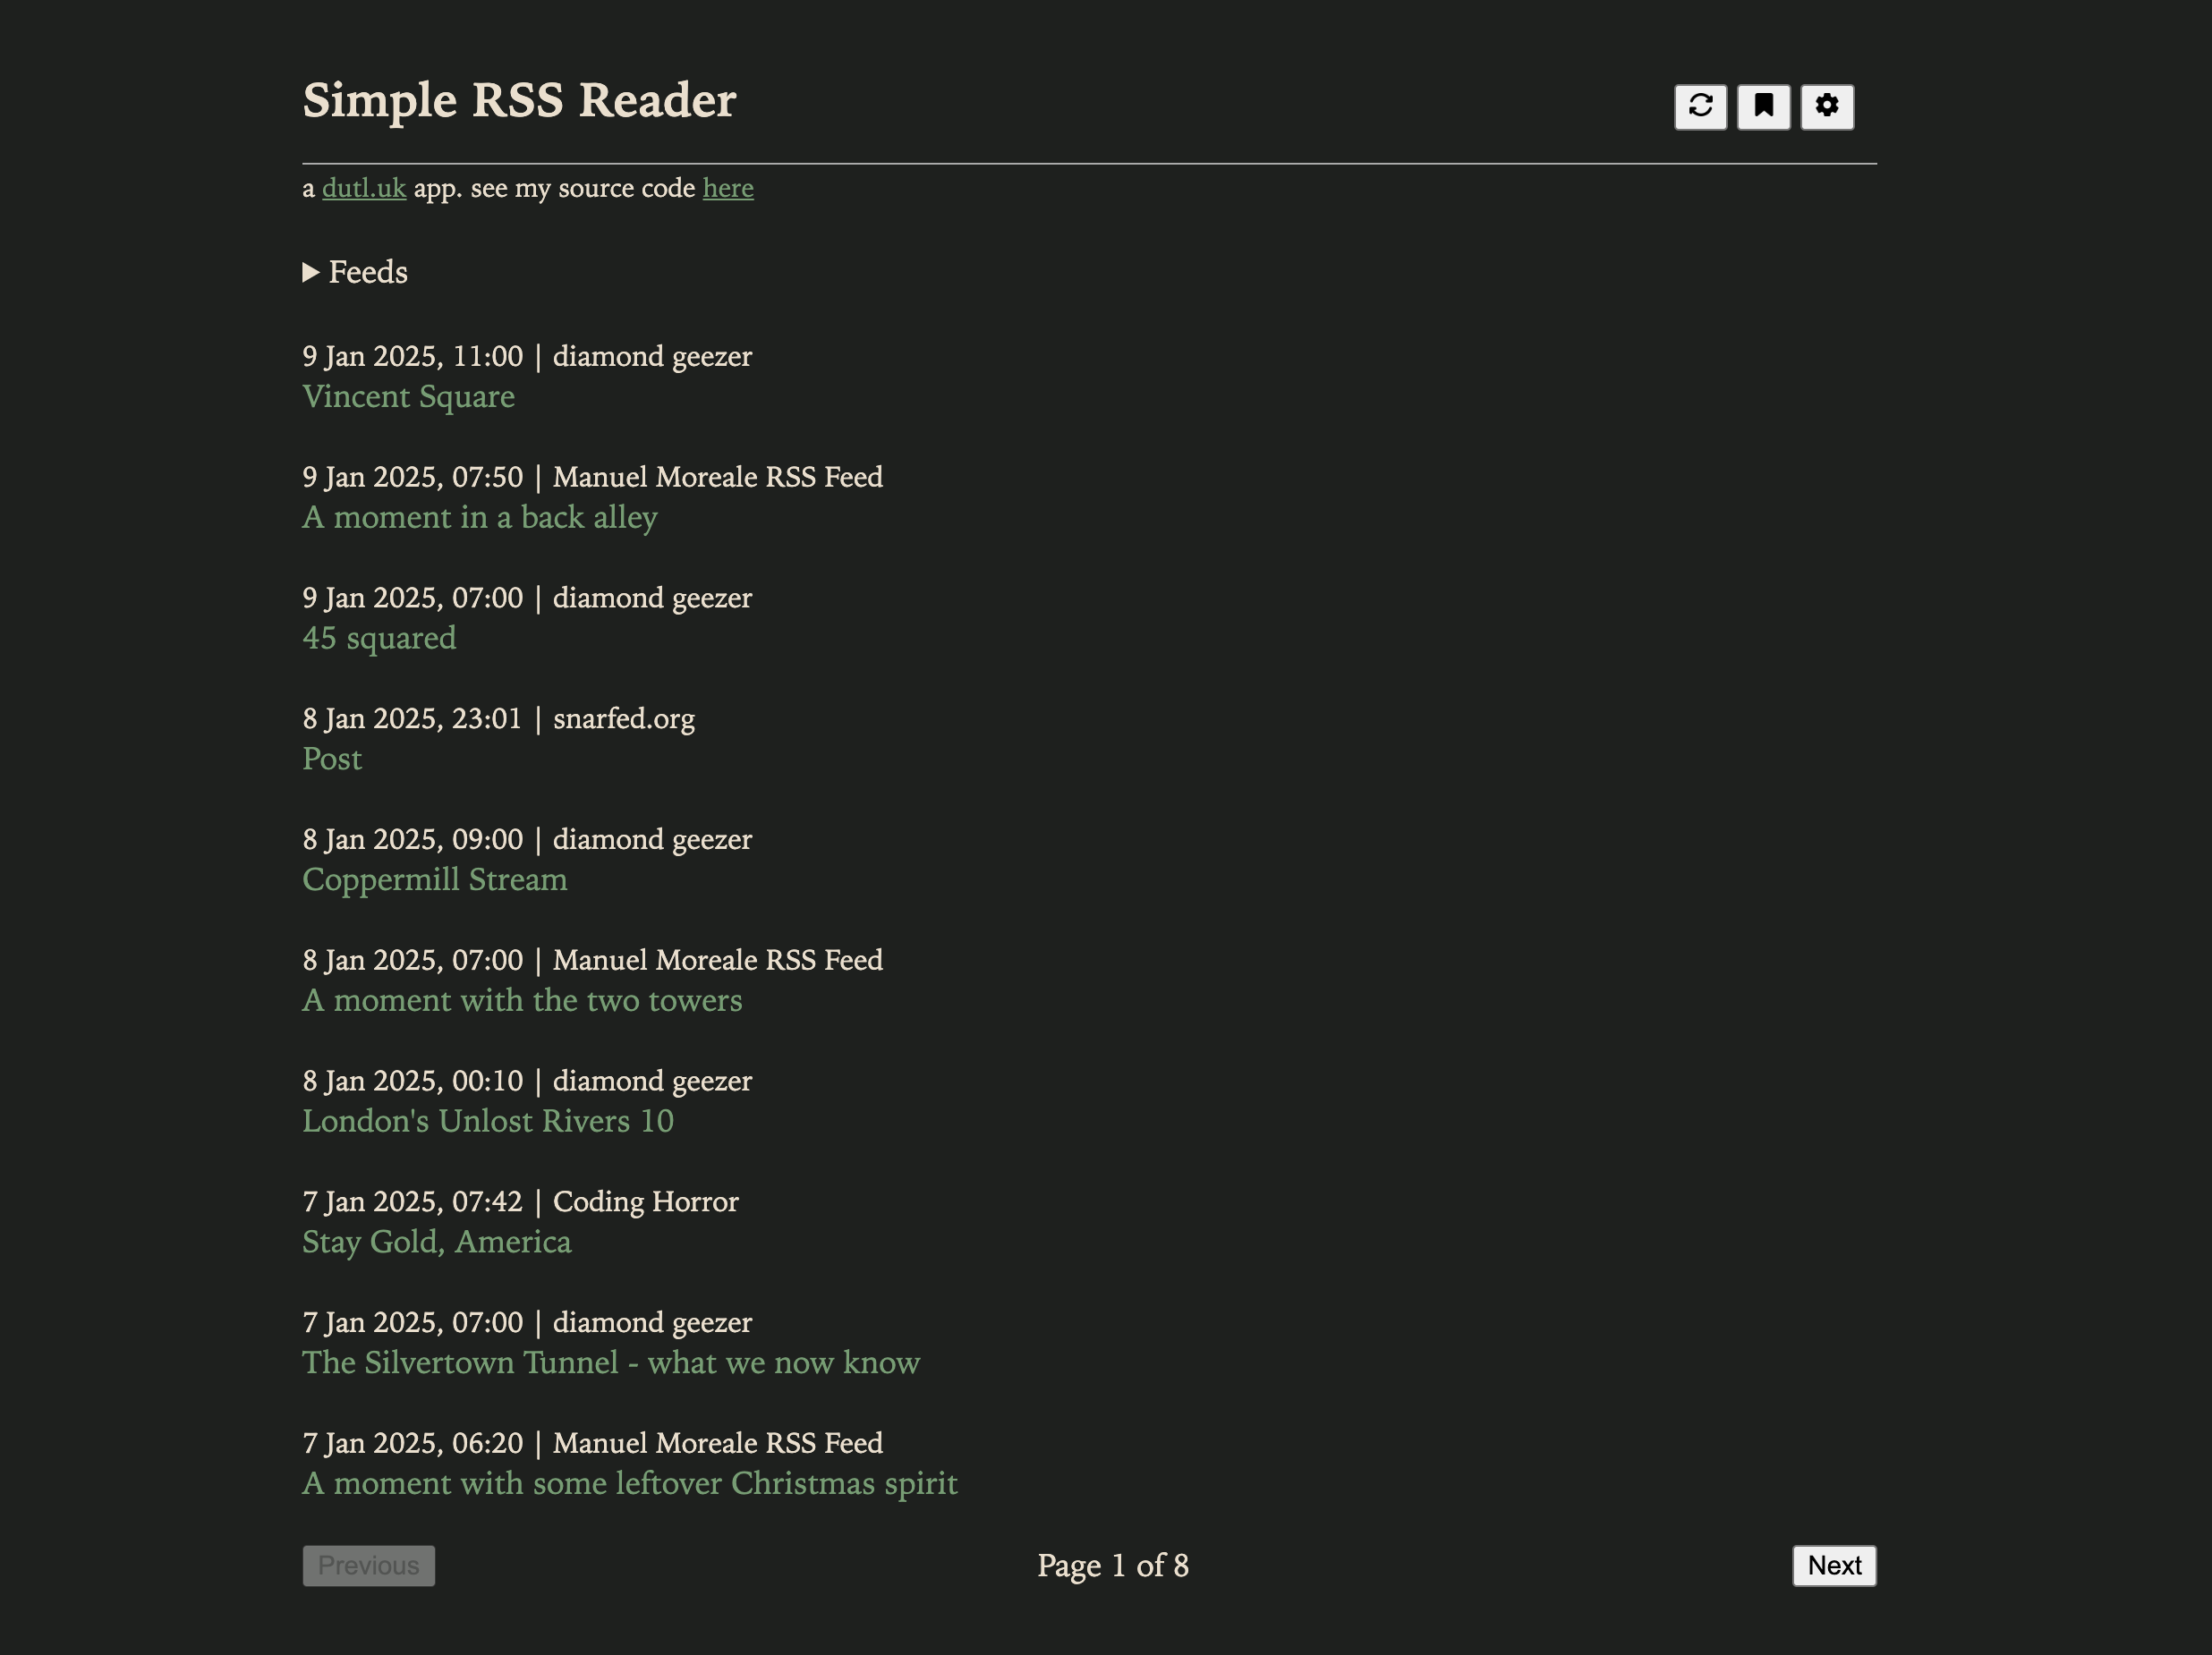 Simple RSS Reader
a dutl.uk app. see my source code here
Feeds
9 Jan 2025, 11:00 | diamond geezer
Vincent Square
9 Jan 2025, 07:50 | Manuel Moreale RSS Feed
A moment in a back alley
9 Jan 2025, 07:00 | diamond geezer
45 squared
8 Jan 2025, 23:01 | snarfed.org
Post
8 Jan 2025, 09:00 | diamond geezer
Coppermill Stream
8 Jan 2025, 07:00 | Manuel Moreale RSS Feed
A moment with the two towers
8 Jan 2025, 00:10 | diamond geezer
London's Unlost Rivers 10
7 Jan 2025, 07:42 | Coding Horror
Stay Gold, America
7 Jan 2025, 07:00 | diamond geezer
The Silvertown Tunnel - what we now know
7 Jan 2025, 06:20 | Manuel Moreale RSS Feed
A moment with some leftover Christmas spirit
Previous Page 1 of 8 Next